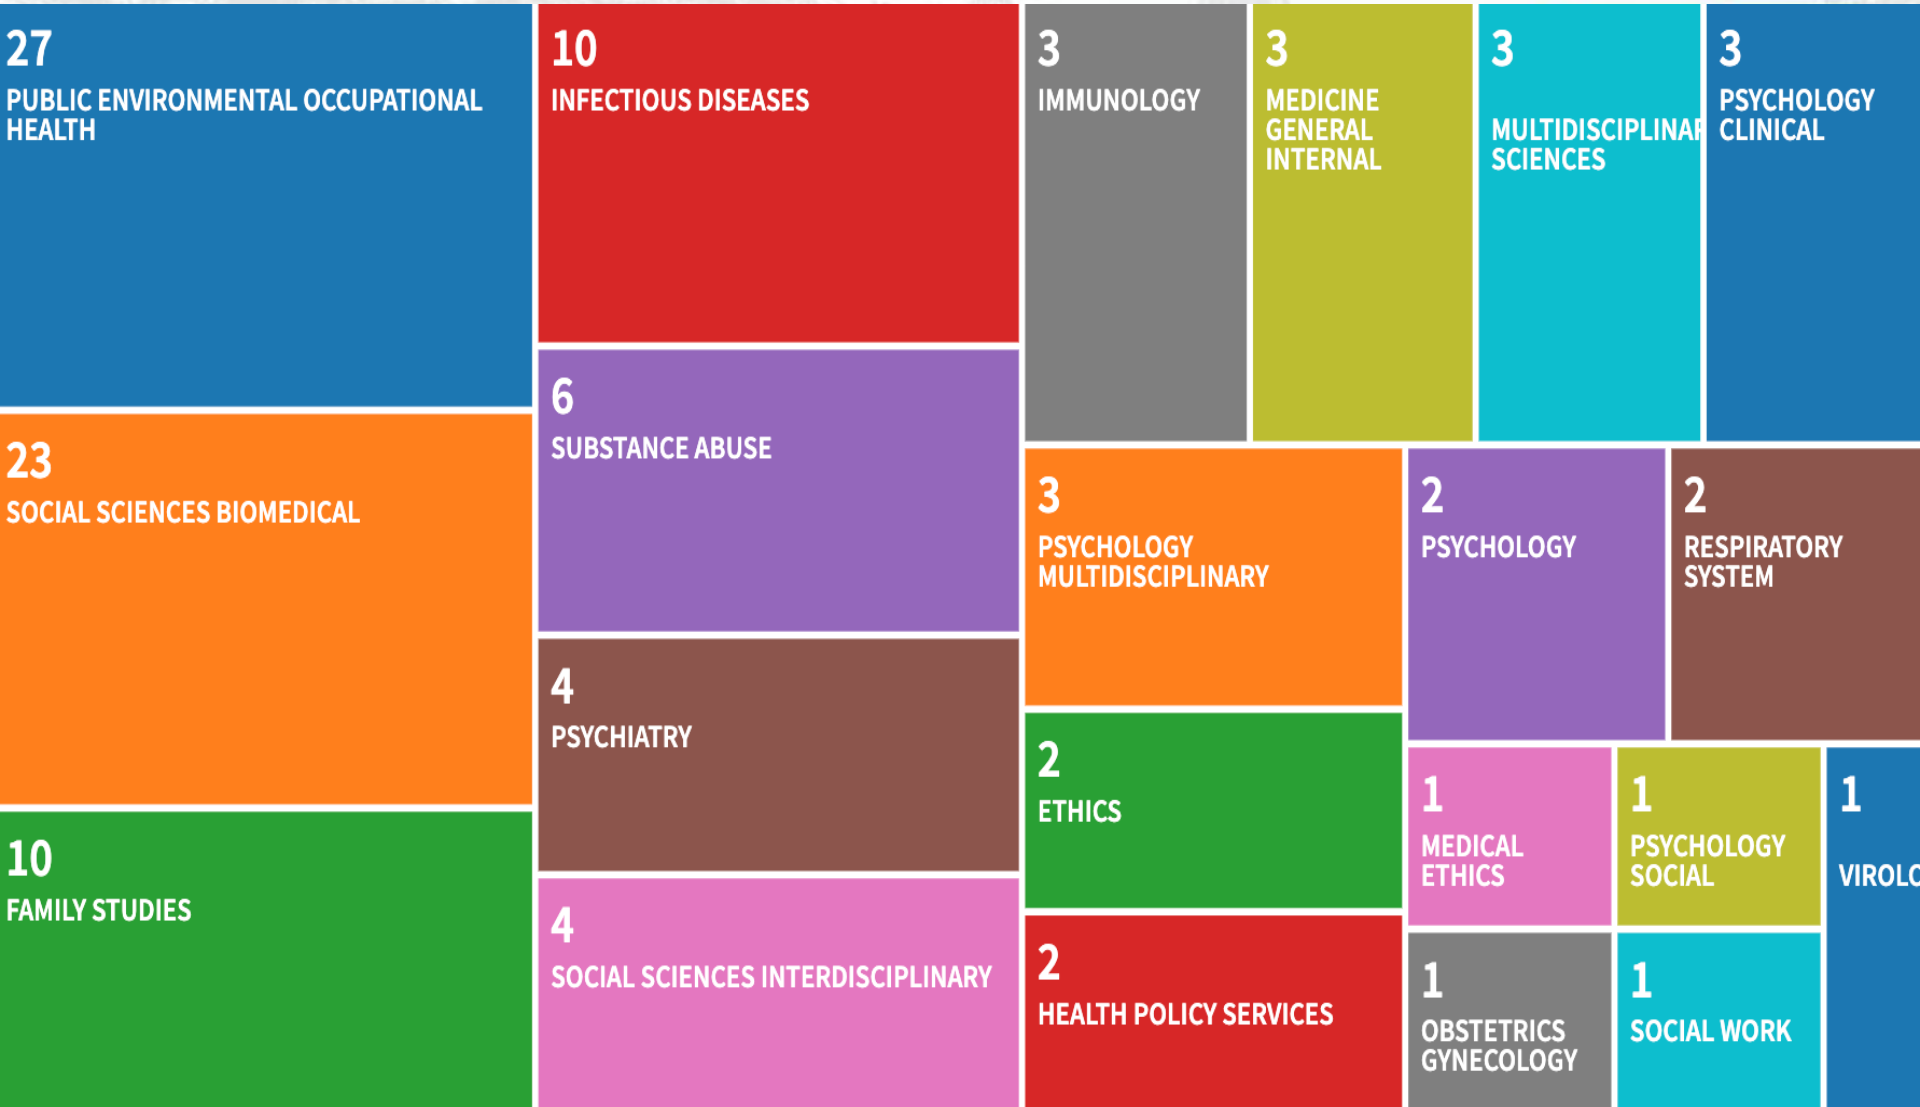 27
PUBLIC ENVIRONMENTAL OCCUPATIONAL
HEALTH
23
SOCIAL SCIENCES BIOMEDICAL
10
FAMILY STUDIES
10
INFECTIOUS DISEASES
6
SUBSTANCE ABUSE
4
PSYCHIATRY
4
SOCIAL SCIENCES INTERDISCIPLINARY
3
IMMUNOLOGY
3
MEDICINE
GENERAL
INTERNAL
3
MULTIDISCIPLINAR
SCIENCES
3
PSYCHOLOGY
CLINICAL
3
PSYCHOLOGY
MULTIDISCIPLINARY
2
PSYCHOLOGY
2
RESPIRATORY
SYSTEM
2
ETHICS
2
HEALTH POLICY SERVICES
1
MEDICAL
ETHICS
1
PSYCHOLOGY
SOCIAL
1
VIROLO
1
OBSTETRICS
GYNECOLOGY
1
SOCIAL WORK